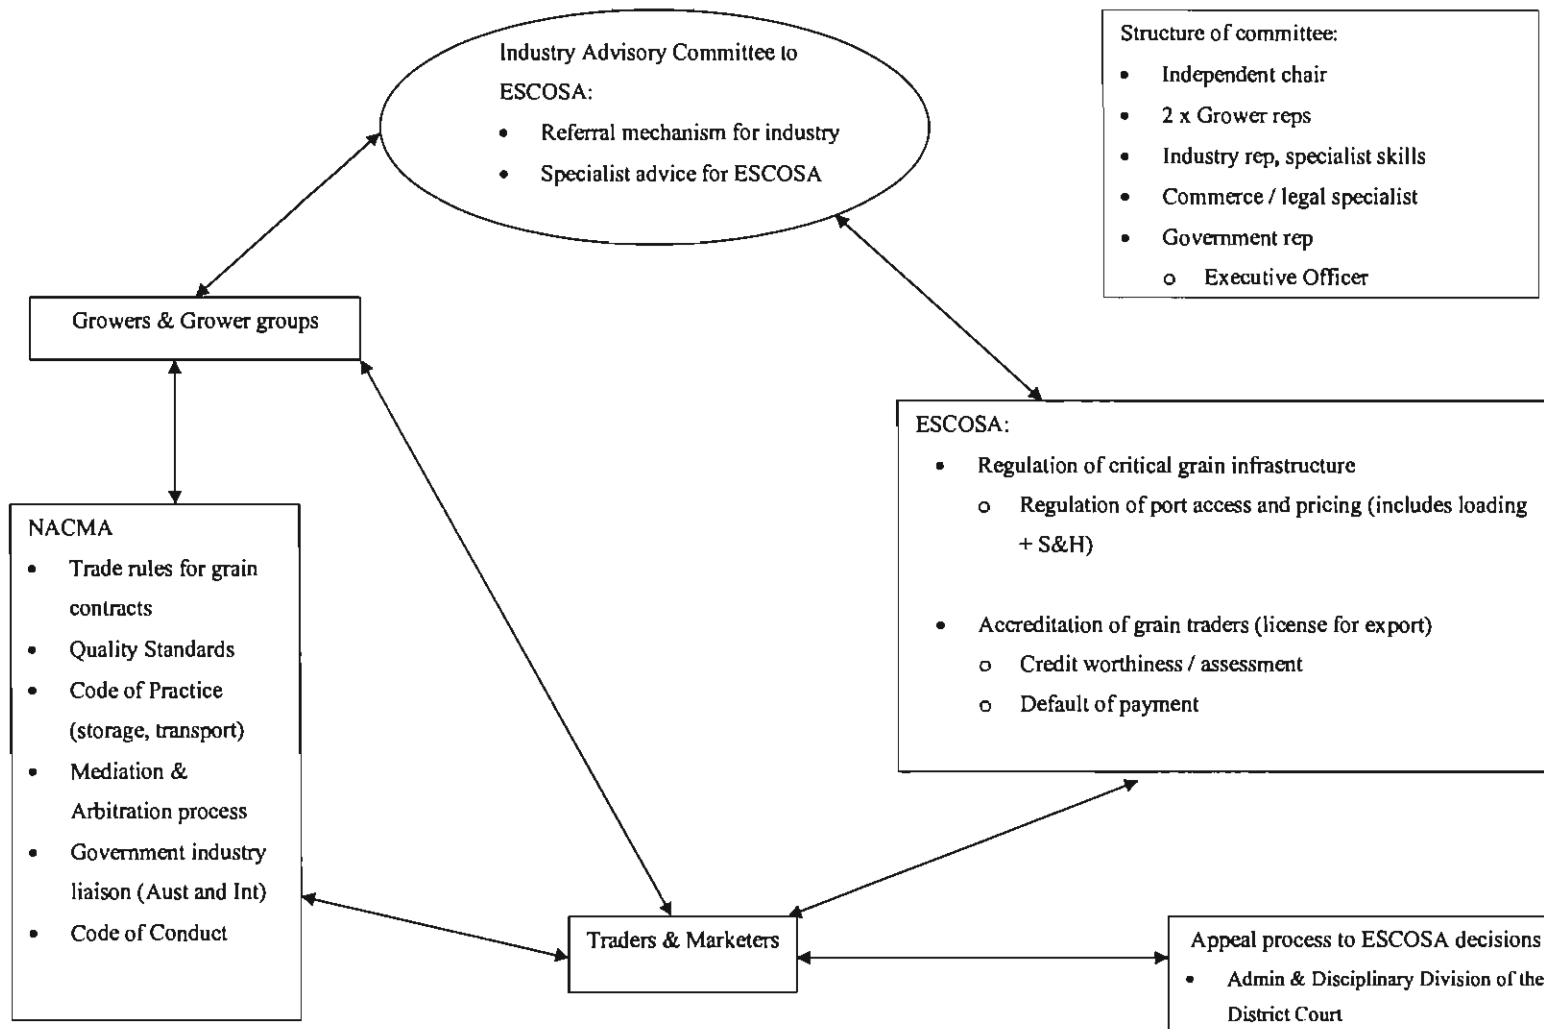 Industry Advisory Committee to
ESCOSA:
• Referral mechanism for industry
• Specialist advice for ESCOSA
Structure of committee:
• Independent chair
• 2 x Grower reps
• Industry rep, specialist skills
• Commerce / legal specialist
• Government rep
o Executive Officer
Growers & Grower groups
ESCOSA:
• Regulation of critical grain infrastructure
o Regulation of port access and pricing (includes loading
+ S&H)
• Accreditation of grain traders (license for export)
o Credit worthiness / assessment
o Default of payment
NACMA
• Trade rules for grain
contracts
• Quality Standards
• Code of Practice
(storage, transport)
• Mediation &
Arbitration process
• Government industry
liaison (Aust and Int)
• Code of Conduct
Traders & Marketers
Appeal process to ESCOSA decisions
• Admin & Disciplinary Division of the
District Court